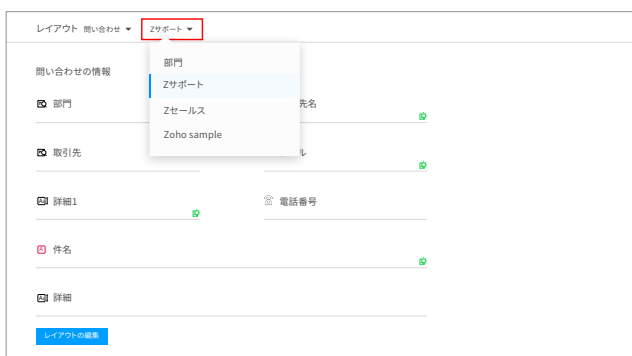 レイアウト 問い合わせ ▼ Zサポート ▼
部門
Zサポート
Zセールス
Zoho sample
問い合わせの情報
部門
先名
取引先
ル
詳細1
電話番号
件名
詳細
レイアウトの編集